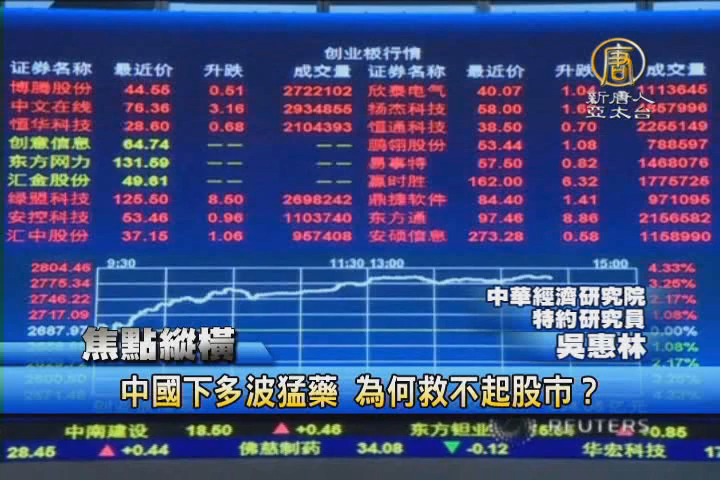 创业板行情
证券名称 最近价 升跌 成交量 证券名称 最近价 升跌 成交量
博腾股份 44.55 0.51 2722102 欣泰电气 40.07 1.04 1113645
中文在线 76.36 3.16 2934855 扬杰科技 58.00 2457996
恒华科技 28.60 0.68 2104393 恒通科技 38.50 0.70 2255149
创意信息 64.74 —— —— 鹏翎股份 53.44 1.08 788597
东方网力 131.59 —— —— 易事特 57.50 0.82 1468076
汇金股份 49.61 —— —— 赢时胜 162.00 6.32 1775725
绿盟科技 125.50 8.50 2698242 鼎捷软件 84.40 1.41 971095
安控科技 53.46 0.96 1103740 东方通 97.46 8.86 2156582
汇中股份 37.15 1.06 957408 安硕信息 273.28 0.58 1158990
唐
新唐人
亞太台
9:30 11:30 13:00 15:00
2804.46 4.33%
2775.34 3.25%
2746.22 2.17%
2717.09 1.08%
2687.97 0.00%
1.08%
2.17%
中華經濟研究院
特約研究員
吳惠林
焦點縱橫
中國下多波猛藥 為何救不起股市？
REUTERS
中南建设 18.50 ▲ +0.46 东方钽业 +0.85
28.45 ▲ +0.44 佛慈制药 34.08 ▼ -0.12 华宏科技